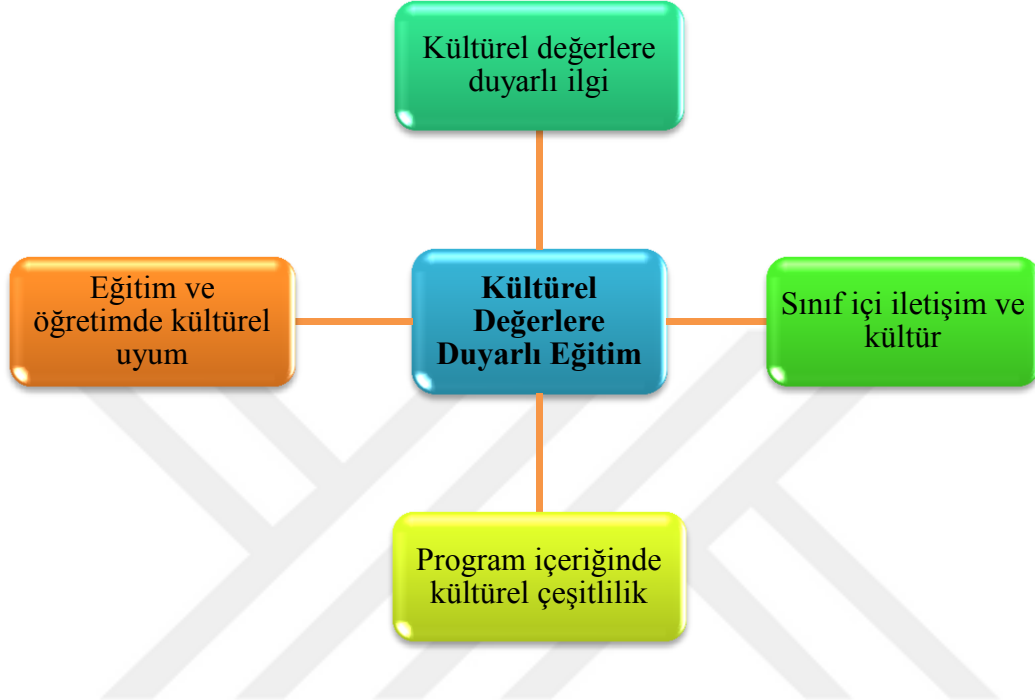 Kültürel değerlere
duyarlı ilgi
Eğitim ve
öğretimde kültürel
uyum
Kültürel
Değerlere
Duyarlı Eğitim
Sınıf içi iletişim ve
kültür
Program içeriğinde
kültürel çeşitlilik